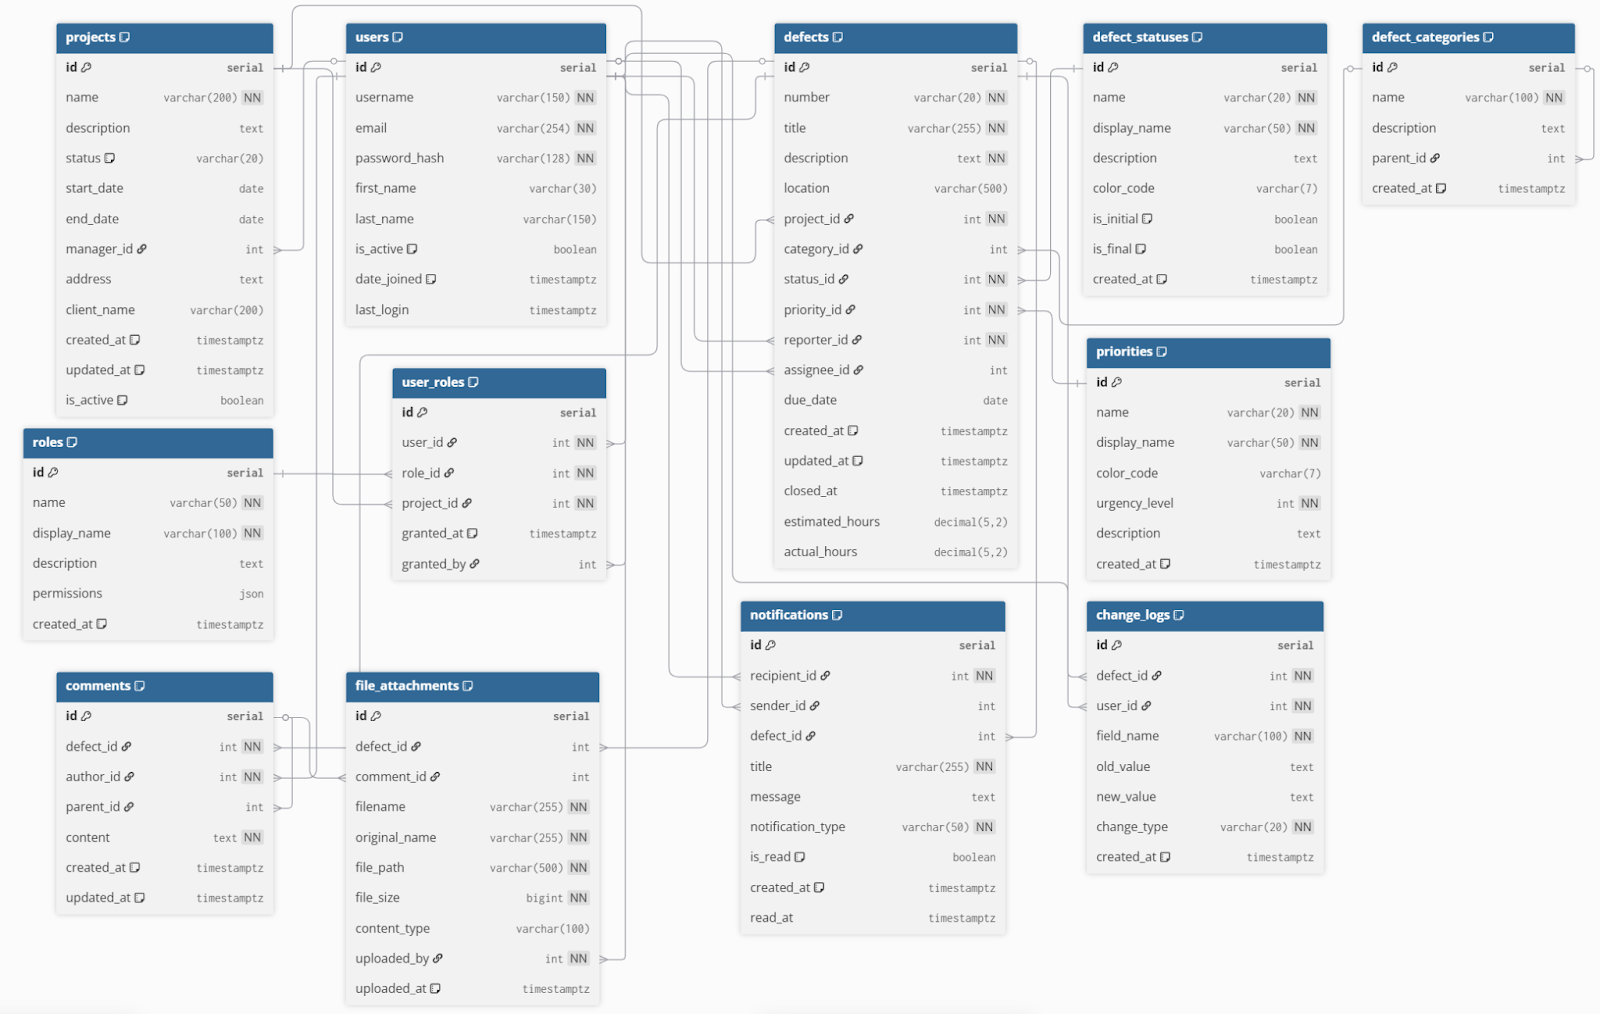 projects
id serial
name varchar(200) NN
description text
status varchar(20)
start_date date
end_date date
manager_id int
address text
client_name varchar(200)
created_at timestamptz
updated_at timestamptz
is_active boolean
users
id serial
username varchar(150) NN
email varchar(254) NN
password_hash varchar(128) NN
first_name varchar(30)
last_name varchar(150)
is_active boolean
date_joined timestamptz
last_login timestamptz
defects
id serial
number varchar(20) NN
title varchar(255) NN
description text NN
location varchar(500)
project_id int NN
category_id int
status_id int NN
priority_id int NN
reporter_id int NN
assignee_id int
due_date date
created_at timestamptz
updated_at timestamptz
closed_at timestamptz
estimated_hours decimal(5,2)
actual_hours decimal(5,2)
defect_statuses
id serial
name varchar(20) NN
display_name varchar(50) NN
description text
color_code varchar(7)
is_initial boolean
is_final boolean
created_at timestamptz
defect_categories
id serial
name varchar(100) NN
description text
parent_id int
created_at timestamptz
priorities
id serial
name varchar(20) NN
display_name varchar(50) NN
color_code varchar(7)
urgency_level int NN
description text
created_at timestamptz
user_roles
id serial
user_id int NN
role_id int NN
project_id int NN
granted_at timestamptz
granted_by int
roles
id serial
name varchar(50) NN
display_name varchar(100) NN
description text
permissions json
created_at timestamptz
comments
id serial
defect_id int NN
author_id int NN
parent_id int
content text NN
created_at timestamptz
updated_at timestamptz
file_attachments
id serial
defect_id int
comment_id int
filename varchar(255) NN
original_name varchar(255) NN
file_path varchar(500) NN
file_size bigint NN
content_type varchar(100)
uploaded_by int NN
uploaded_at timestamptz
notifications
id serial
recipient_id int NN
sender_id int
defect_id int
title varchar(255) NN
message text
notification_type varchar(50) NN
is_read boolean
created_at timestamptz
read_at timestamptz
change_logs
id serial
defect_id int NN
user_id int NN
field_name varchar(100) NN
old_value text
new_value text
change_type varchar(20) NN
created_at timestamptz